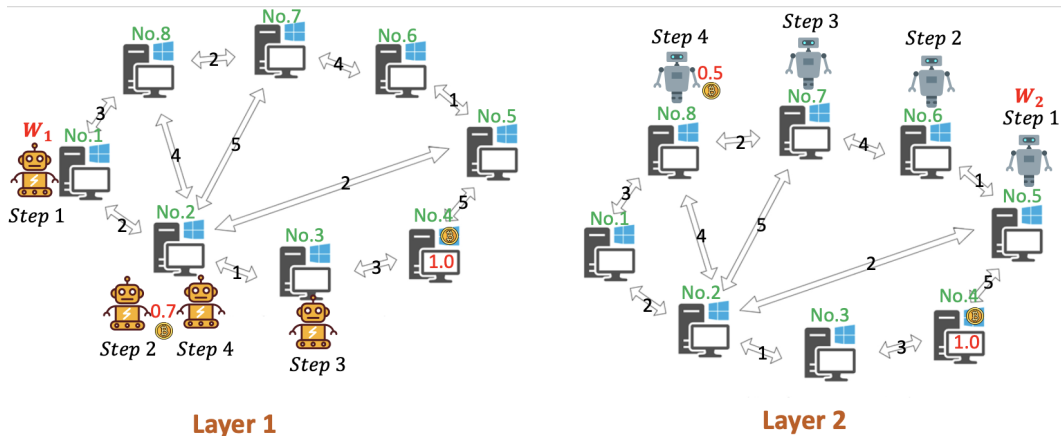 No.7
No.8
2
No.6
4
3
1
W₁
No.1
No.5
4
5
2
Step 1
2
No.2
No.4
5
1
No.3
3
1.0
0.7
Step 2
Step 4
Step 3
Layer 1
Step 3
Step 4
Step 2
0.5
W₂
No.7
Step 1
No.8
No.6
2
4
3
1
No.5
No.1
4
5
2
2
No.2
No.4
5
No.3
1
3
1.0
Layer 2